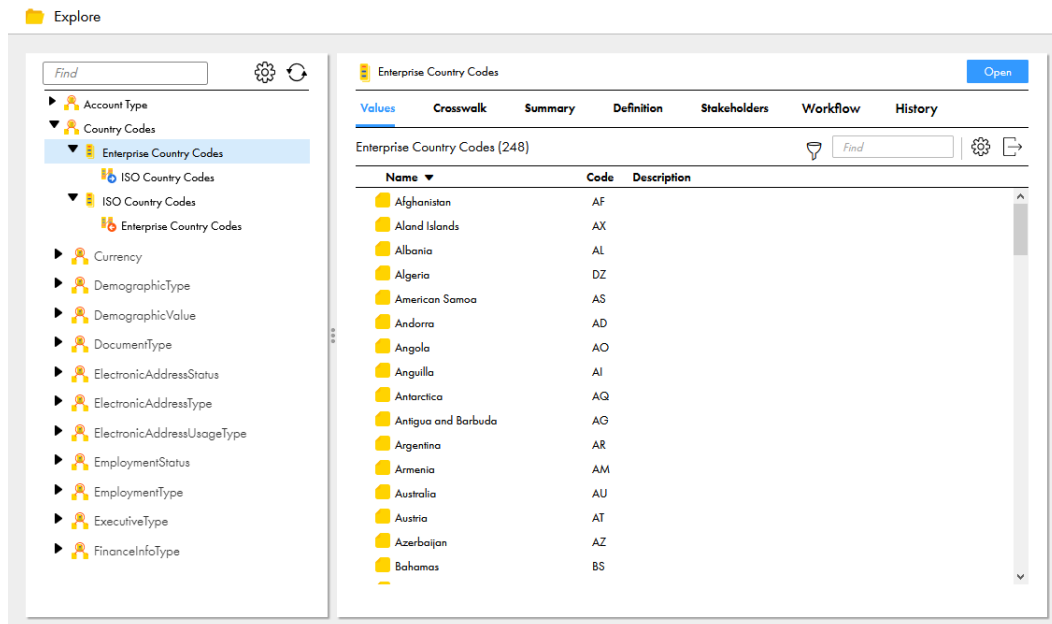 Explore
Find
Account Type
Country Codes
Enterprise Country Codes
ISO Country Codes
ISO Country Codes
Enterprise Country Codes
Currency
DemographicType
DemographicValue
DocumentType
ElectronicAddressStatus
ElectronicAddressType
ElectronicAddressUsageType
EmploymentStatus
EmploymentType
ExecutiveType
FinanceInfoType
Enterprise Country Codes Open
Values Crosswalk Summary Definition Stakeholders Workflow History
Enterprise Country Codes (248) Find
Name Code Description
Afghanistan AF
Aland Islands AX
Albania AL
Algeria DZ
American Samoa AS
Andorra AD
Angola AO
Anguilla AI
Antarctica AQ
Antigua and Barbuda AG
Argentina AR
Armenia AM
Australia AU
Austria AT
Azerbaijan AZ
Bahamas BS